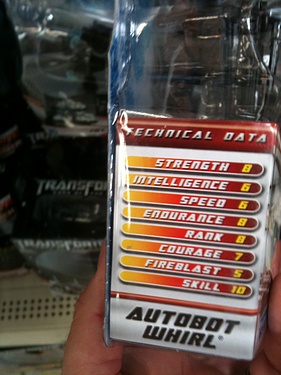 TECHNICAL DATA
STRENGTH 8
INTELLIGENCE 6
SPEED 6
ENDURANCE 8
RANK 8
COURAGE 7
FIREBLAST 5
SKILL 10
AUTOBOT
WHIRL®